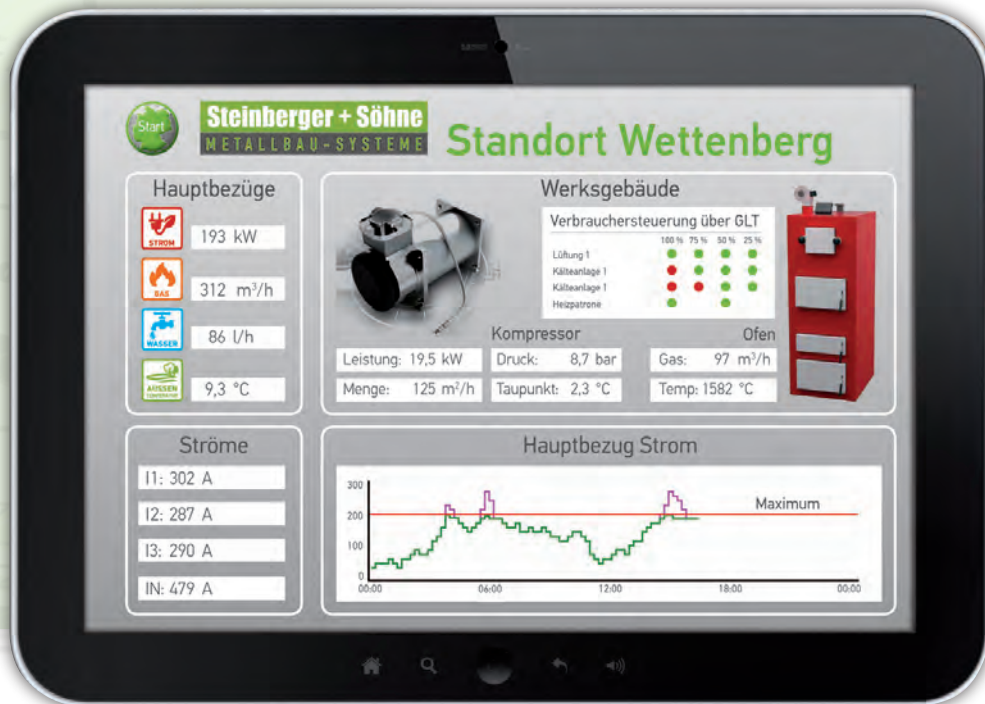 Start
Steinberger + Söhne
METALLBAU-SYSTEME
Standort Wettenberg
Hauptbezüge
STROM
193 kW
GAS
312 m³/h
WASSER
86 l/h
AUSSEN
9,3 °C
Werksgebäude
Verbrauchersteuerung über GLT
100 % 75 % 50 % 25 %
Lüftung 1
Kälteanlage 1
Kälteanlage 1
Heizpatrone
Kompressor
Ofen
Leistung: 19,5 kW
Druck: 8,7 bar
Gas: 97 m³/h
Menge: 125 m²/h
Taupunkt: 2,3 °C
Temp: 1582 °C
Ströme
I1: 302 A
I2: 287 A
I3: 290 A
IN: 479 A
Hauptbezug Strom
300
200
100
0
Maximum
00:00 06:00 12:00 18:00 00:00